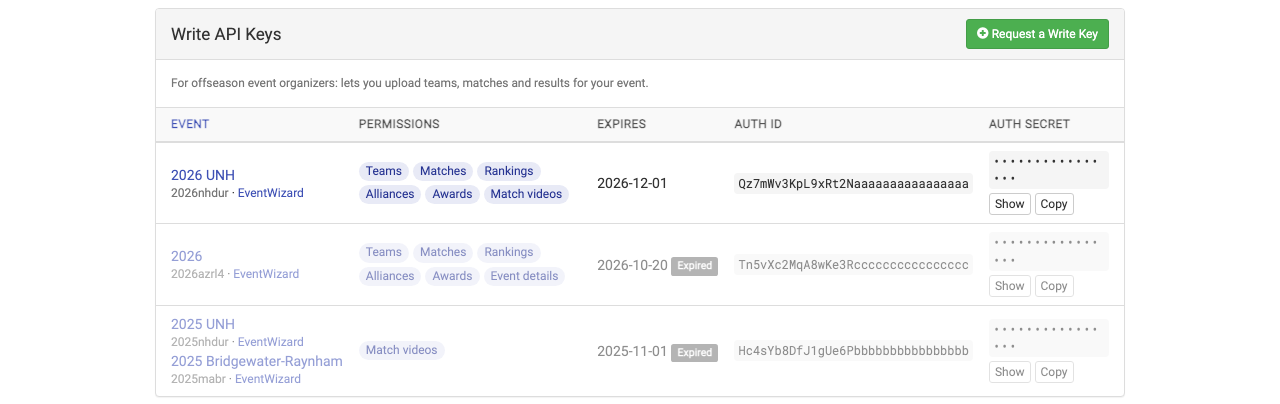 Write API Keys
Request a Write Key
For offseason event organizers: lets you upload teams, matches and results for your event.
EVENT PERMISSIONS EXPIRES AUTH ID AUTH SECRET
2026 UNH
2026nhdur · EventWizard
Teams Matches Rankings
Alliances Awards Match videos
2026-12-01
Qz7mWv3KpL9xRt2Naaaaaaaaaaaaaaaa
•••••••••••••
•••
Show Copy
2026
2026azrl4 · EventWizard
Teams Matches Rankings
Alliances Awards Event details
2026-10-20 Expired
Tn5vXc2MqA8wKe3Rcccccccccccccccc
•••••••••••••
•••
Show Copy
2025 UNH
2025nhdur · EventWizard
2025 Bridgewater-Raynham
2025mabr · EventWizard
Match videos
2025-11-01 Expired
Hc4sYb8DfJ1gUe6Pbbbbbbbbbbbbbbbb
•••••••••••••
•••
Show Copy